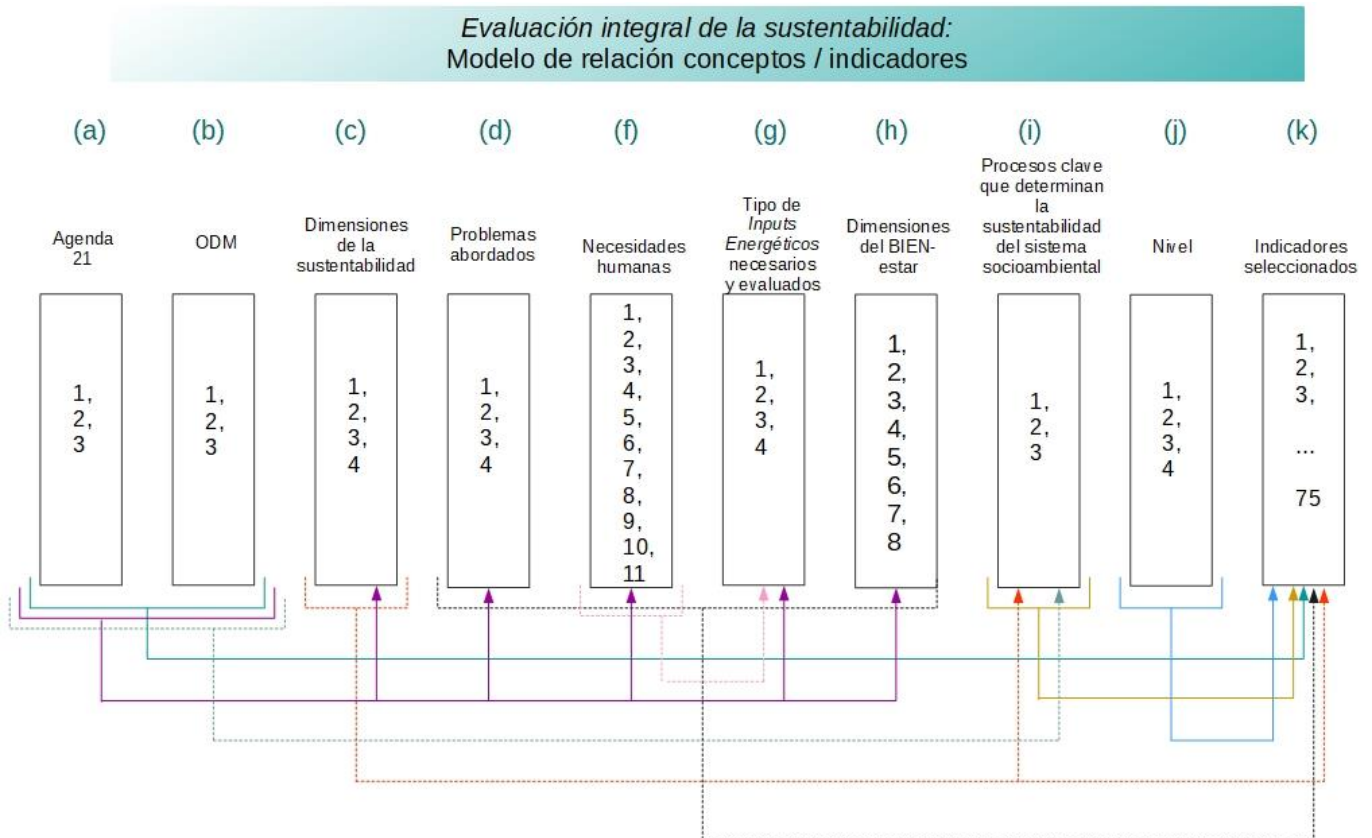 Evaluación integral de la sustentabilidad:
Modelo de relación conceptos / indicadores
(a)
(b)
(c)
(d)
(f)
(g)
(h)
(i)
(j)
(k)
Agenda
21
ODM
Dimensiones
de la
sustentabilidad
Problemas
abordados
Necesidades
humanas
Tipo de
Inputs
Energéticos
necesarios
y evaluados
Dimensiones
del BIEN-
estar
Procesos clave
que determinan
la
sustentabilidad
del sistema
socioambiental
Nivel
Indicadores
seleccionados
1,
2,
3
1,
2,
3
1,
2,
3,
4
1,
2,
3,
4
1,
2,
3,
4,
5,
6,
7,
8,
9,
10,
11
1,
2,
3,
4
1,
2,
3,
4,
5,
6,
7,
8
1,
2,
3
1,
2,
3,
4
1,
2,
3,
...
75